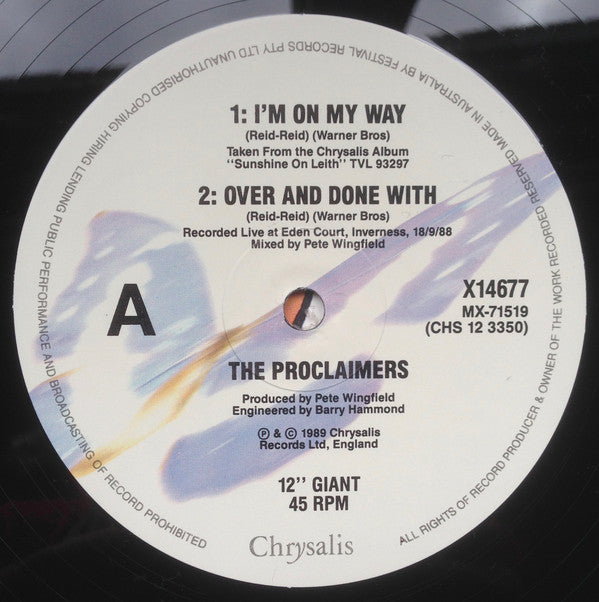 MADE IN AUSTRALIA BY FESTIVAL RECORDS PTY LTD UNAUTHORISED COPYING HIRING LENDING PUBLIC PERFORMANCE AND BROADCASTING OF RECORD PROHIBITED
1: I'M ON MY WAY
(Reid-Reid) (Warner Bros)
Taken From the Chrysalis Album
"Sunshine On Leith" TVL 93297
2: OVER AND DONE WITH
(Reid-Reid) (Warner Bros)
Recorded Live at Eden Court, Inverness, 18/9/88
Mixed by Pete Wingfield
A
X14677
MX-71519
(CHS 12 3350)
THE PROCLAIMERS
Produced by Pete Wingfield
Engineered by Barry Hammond
℗ & © 1989 Chrysalis
Records Ltd, England
12'' GIANT
45 RPM
Chrysalis
ALL RIGHTS OF RECORD PRODUCER & OWNER OF THE WORK RECORDED RESERVED